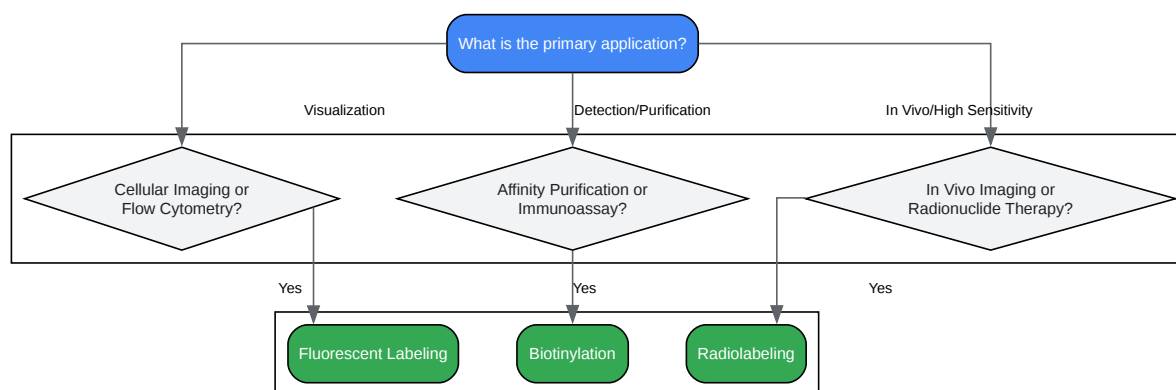 What is the primary application?
Visualization
Detection/Purification
In Vivo/High Sensitivity
Cellular Imaging or
Flow Cytometry?
Affinity Purification or
Immunoassay?
In Vivo Imaging or
Radionuclide Therapy?
Yes
Yes
Yes
Fluorescent Labeling
Biotinylation
Radiolabeling